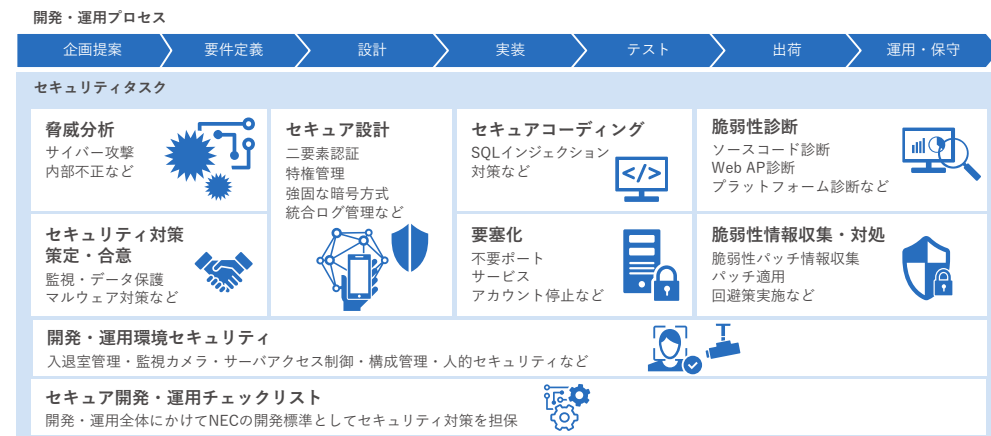 開発・運用プロセス
企画提案
要件定義
設計
実装
テスト
出荷
運用・保守
セキュリティタスク
脅威分析
サイバー攻撃
内部不正など
セキュリティ対策
策定・合意
監視・データ保護
マルウェア対策など
セキュア設計
二要素認証
特権管理
強固な暗号方式
統合ログ管理など
セキュアコーディング
SQLインジェクション
対策など
</>
要塞化
不要ポート
サービス
アカウント停止など
脆弱性診断
ソースコード診断
Web AP診断
プラットフォーム診断など
脆弱性情報収集・対処
脆弱性パッチ情報収集
パッチ適用
回避策実施など
開発・運用環境セキュリティ
入退室管理・監視カメラ・サーバアクセス制御・構成管理・人的セキュリティなど
セキュア開発・運用チェックリスト
開発・運用全体にかけてNECの開発標準としてセキュリティ対策を担保